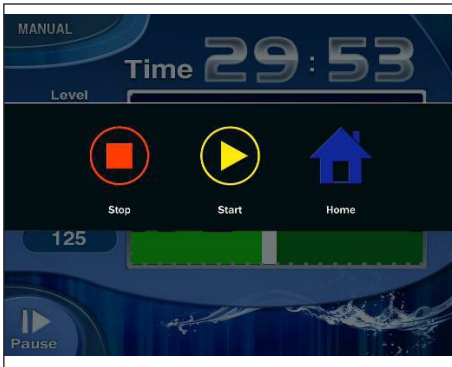 MANUAL
Time 29:53
Level
Stop Start Home
125
Pause